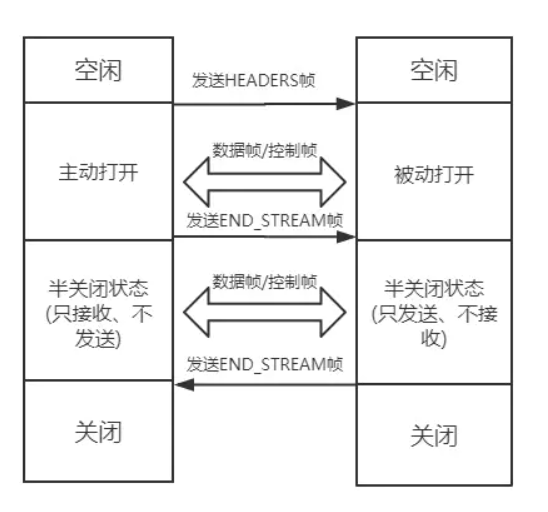 空闲
空闲
发送HEADERS帧
主动打开
数据帧/控制帧
被动打开
发送END_STREAM帧
半关闭状态
(只接收、不
发送)
数据帧/控制帧
半关闭状态
(只发送、不接
收)
发送END_STREAM帧
关闭
关闭